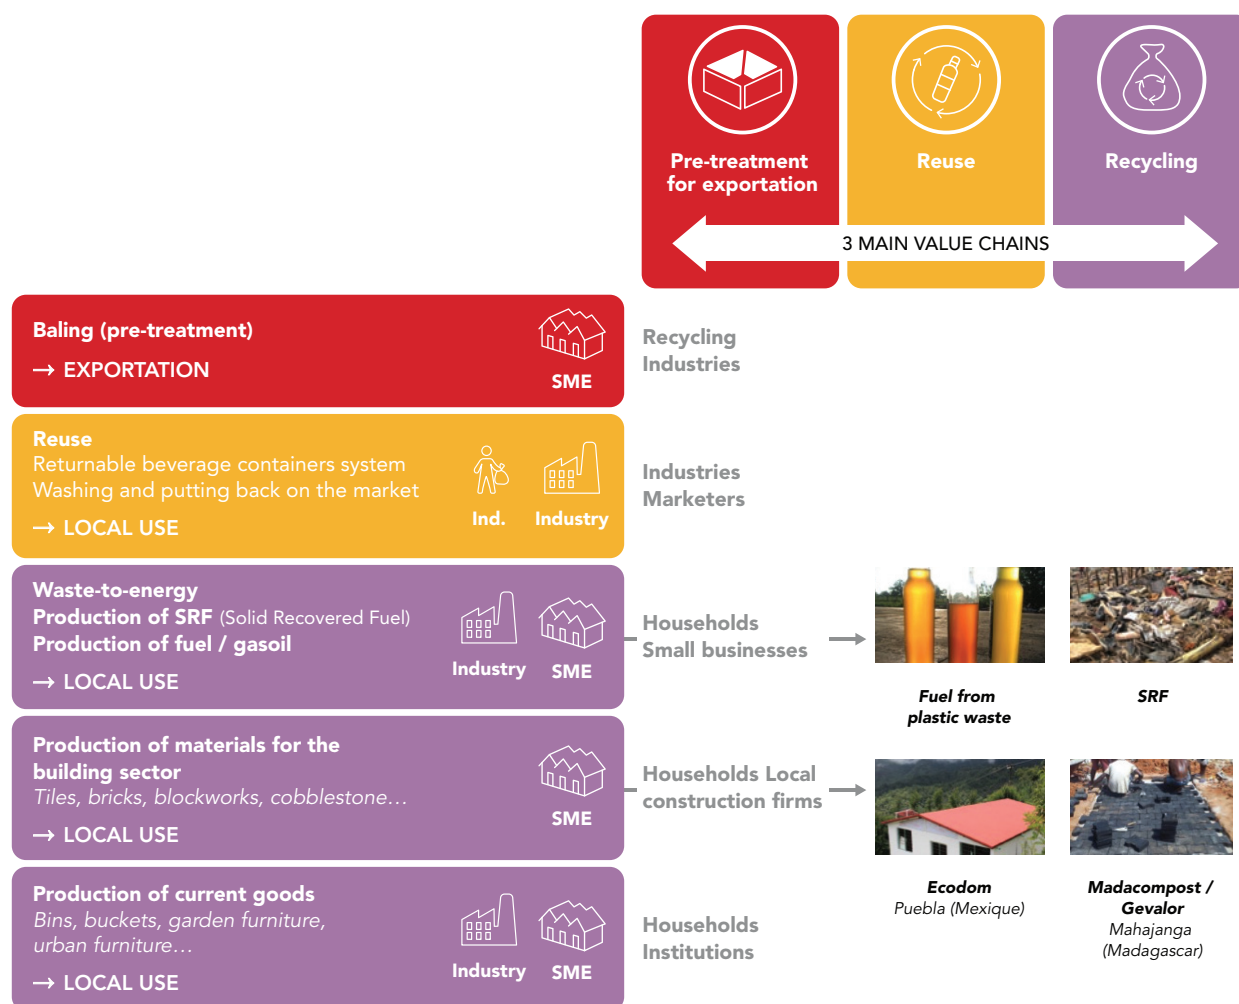 Pre-treatment
for exportation
Reuse
Recycling
3 MAIN VALUE CHAINS
Baling (pre-treatment)
→ EXPORTATION
SME
Recycling
Industries
Reuse
Returnable beverage containers system
Washing and putting back on the market
→ LOCAL USE
Ind.
Industry
Industries
Marketers
Waste-to-energy
Production of SRF (Solid Recovered Fuel)
Production of fuel / gasoil
→ LOCAL USE
Industry
SME
Households
Small businesses
Fuel from
plastic waste
SRF
Production of materials for the
building sector
Tiles, bricks, blockworks, cobblestone…
→ LOCAL USE
SME
Households Local
construction firms
Ecodom
Puebla (Mexique)
Madacompost /
Gevalor
Mahajanga
(Madagascar)
Production of current goods
Bins, buckets, garden furniture,
urban furniture…
→ LOCAL USE
Industry
SME
Households
Institutions